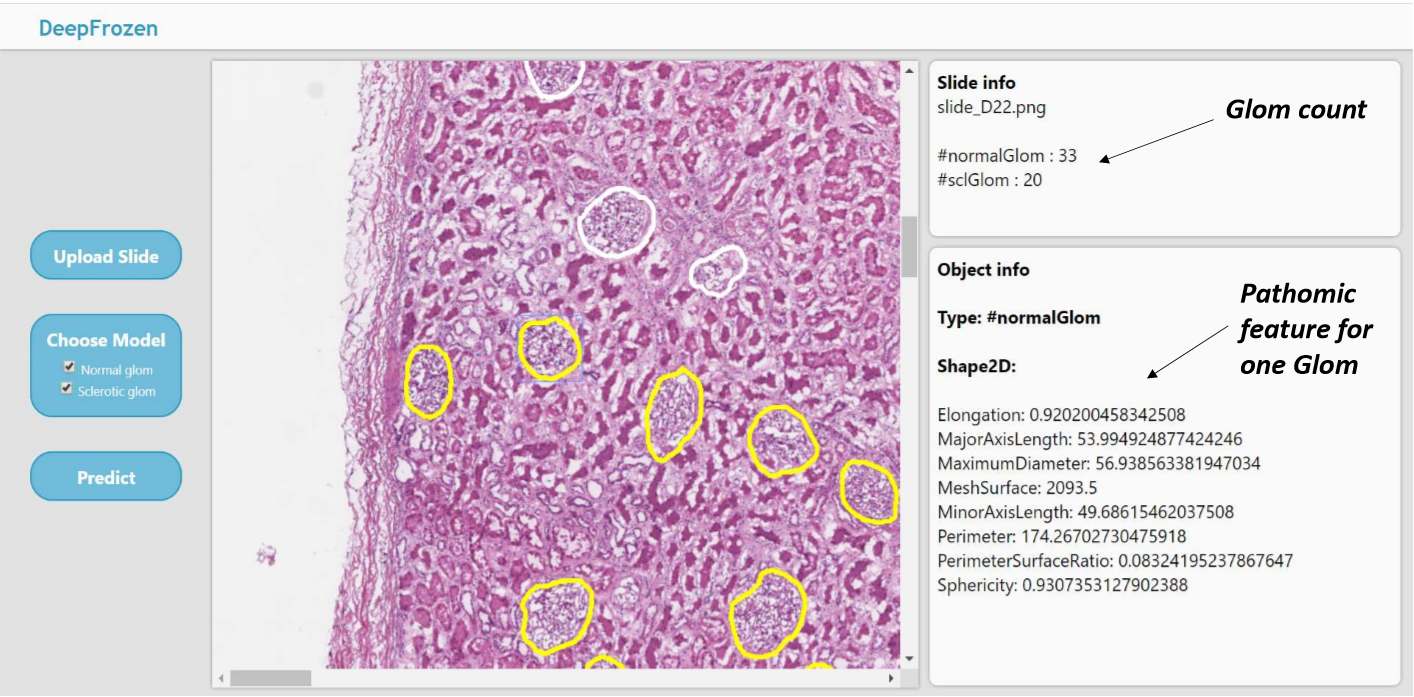 DeepFrozen
Upload Slide
Choose Model
Normal glom
Sclerotic glom
Predict
Slide info
slide_D22.png
#normalGlom : 33
#sclGlom : 20
Glom count
Object info
Type: #normalGlom
Shape2D:
Elongation: 0.920200458342508
MajorAxisLength: 53.994924877424246
MaximumDiameter: 56.938563381947034
MeshSurface: 2093.5
MinorAxisLength: 49.68615462037508
Perimeter: 174.26702730475918
PerimeterSurfaceRatio: 0.08324195237867647
Sphericity: 0.9307353127902388
Pathomic
feature for
one Glom